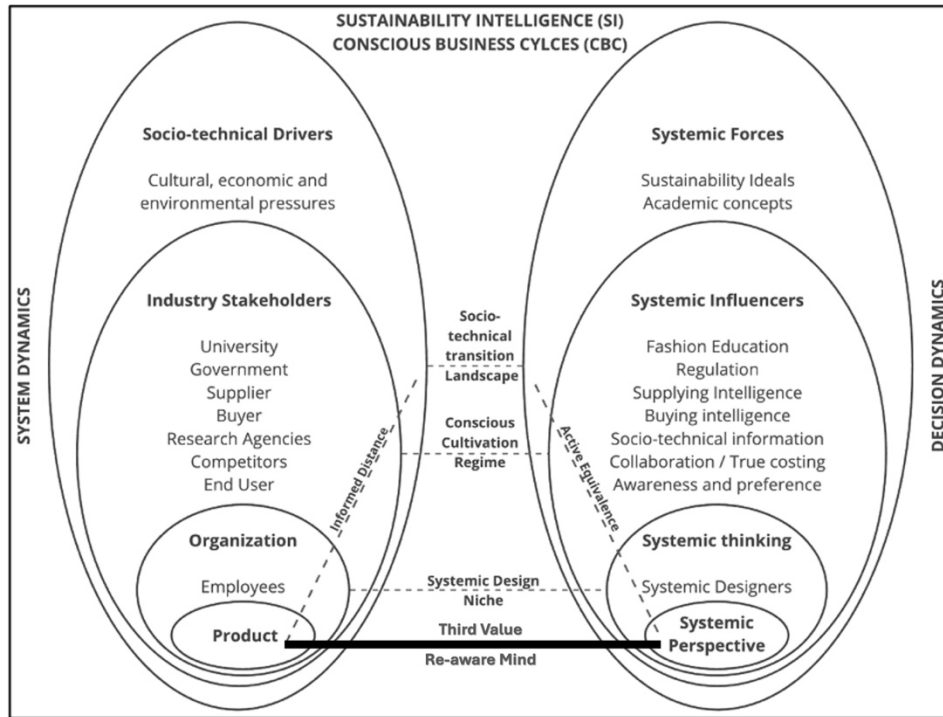 SUSTAINABILITY INTELLIGENCE (SI)
CONSCIOUS BUSINESS CYLCES (CBC)
SYSTEM DYNAMICS
Socio-technical Drivers
Cultural, economic and
environmental pressures
Industry Stakeholders
University
Government
Supplier
Buyer
Research Agencies
Competitors
End User
Organization
Employees
Product
Informed Distance
Socio-
technical
transition
Landscape
Conscious
Cultivation
Regime
Systemic Design
Niche
Third Value
Re-aware Mind
Active Equivalence
Systemic Forces
Sustainability Ideals
Academic concepts
Systemic Influencers
Fashion Education
Regulation
Supplying Intelligence
Buying intelligence
Socio-technical information
Collaboration / True costing
Awareness and preference
Systemic thinking
Systemic Designers
Systemic
Perspective
DECISION DYNAMICS